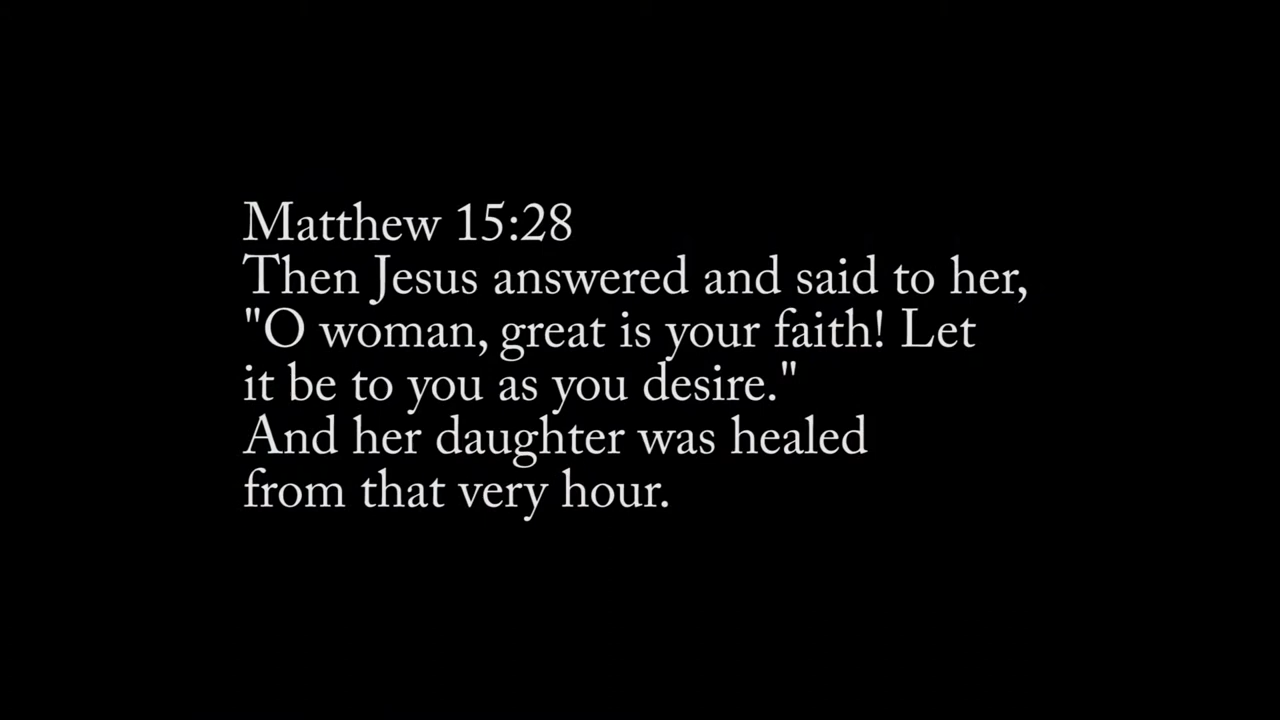 Matthew 15:28
Then Jesus answered and said to her,
"O woman, great is your faith! Let
it be to you as you desire."
And her daughter was healed
from that very hour.